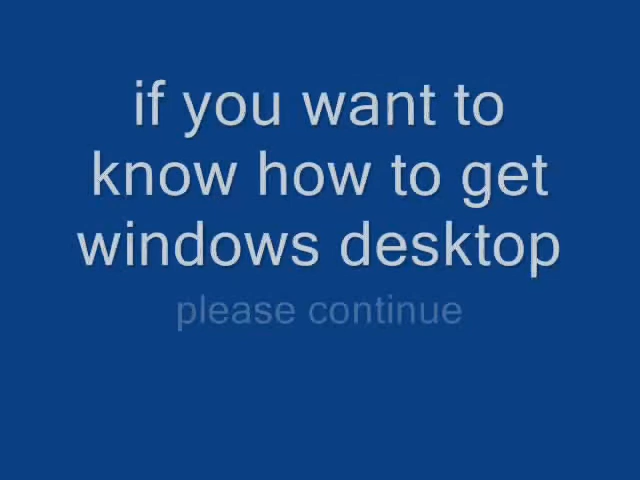 if you want to
know how to get
windows desktop
please continue